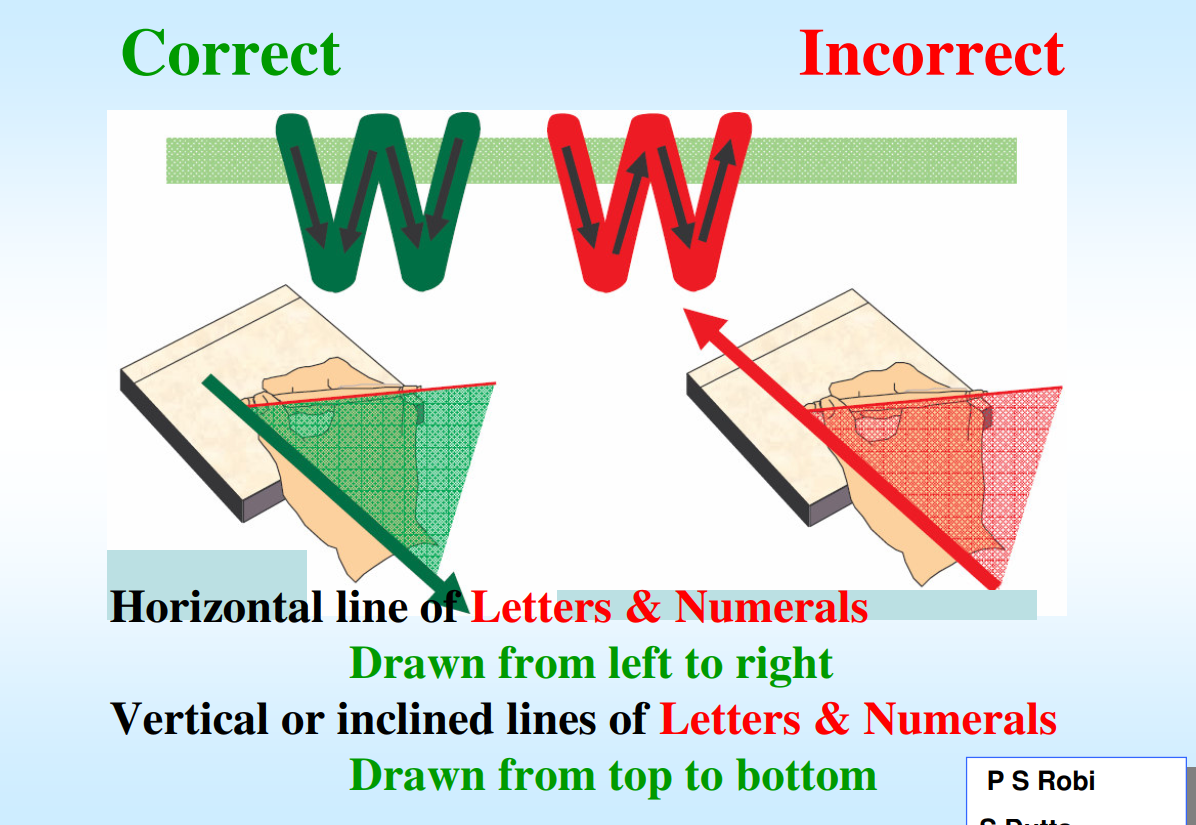 Correct
Incorrect
W W
Horizontal line of Letters & Numerals
Drawn from left to right
Vertical or inclined lines of Letters & Numerals
Drawn from top to bottom
P S Robi